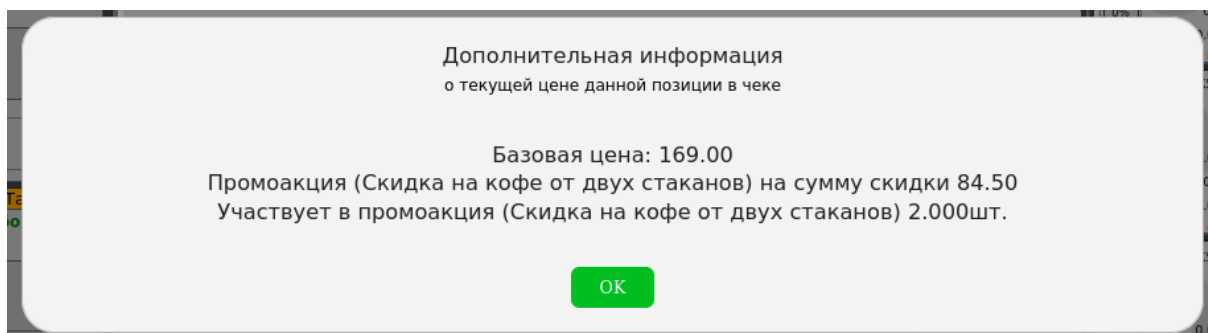 0%
Дополнительная информация
о текущей цене данной позиции в чеке
Базовая цена: 169.00
Промоакция (Скидка на кофе от двух стаканов) на сумму скидки 84.50
Участвует в промоакция (Скидка на кофе от двух стаканов) 2.000шт.
OK